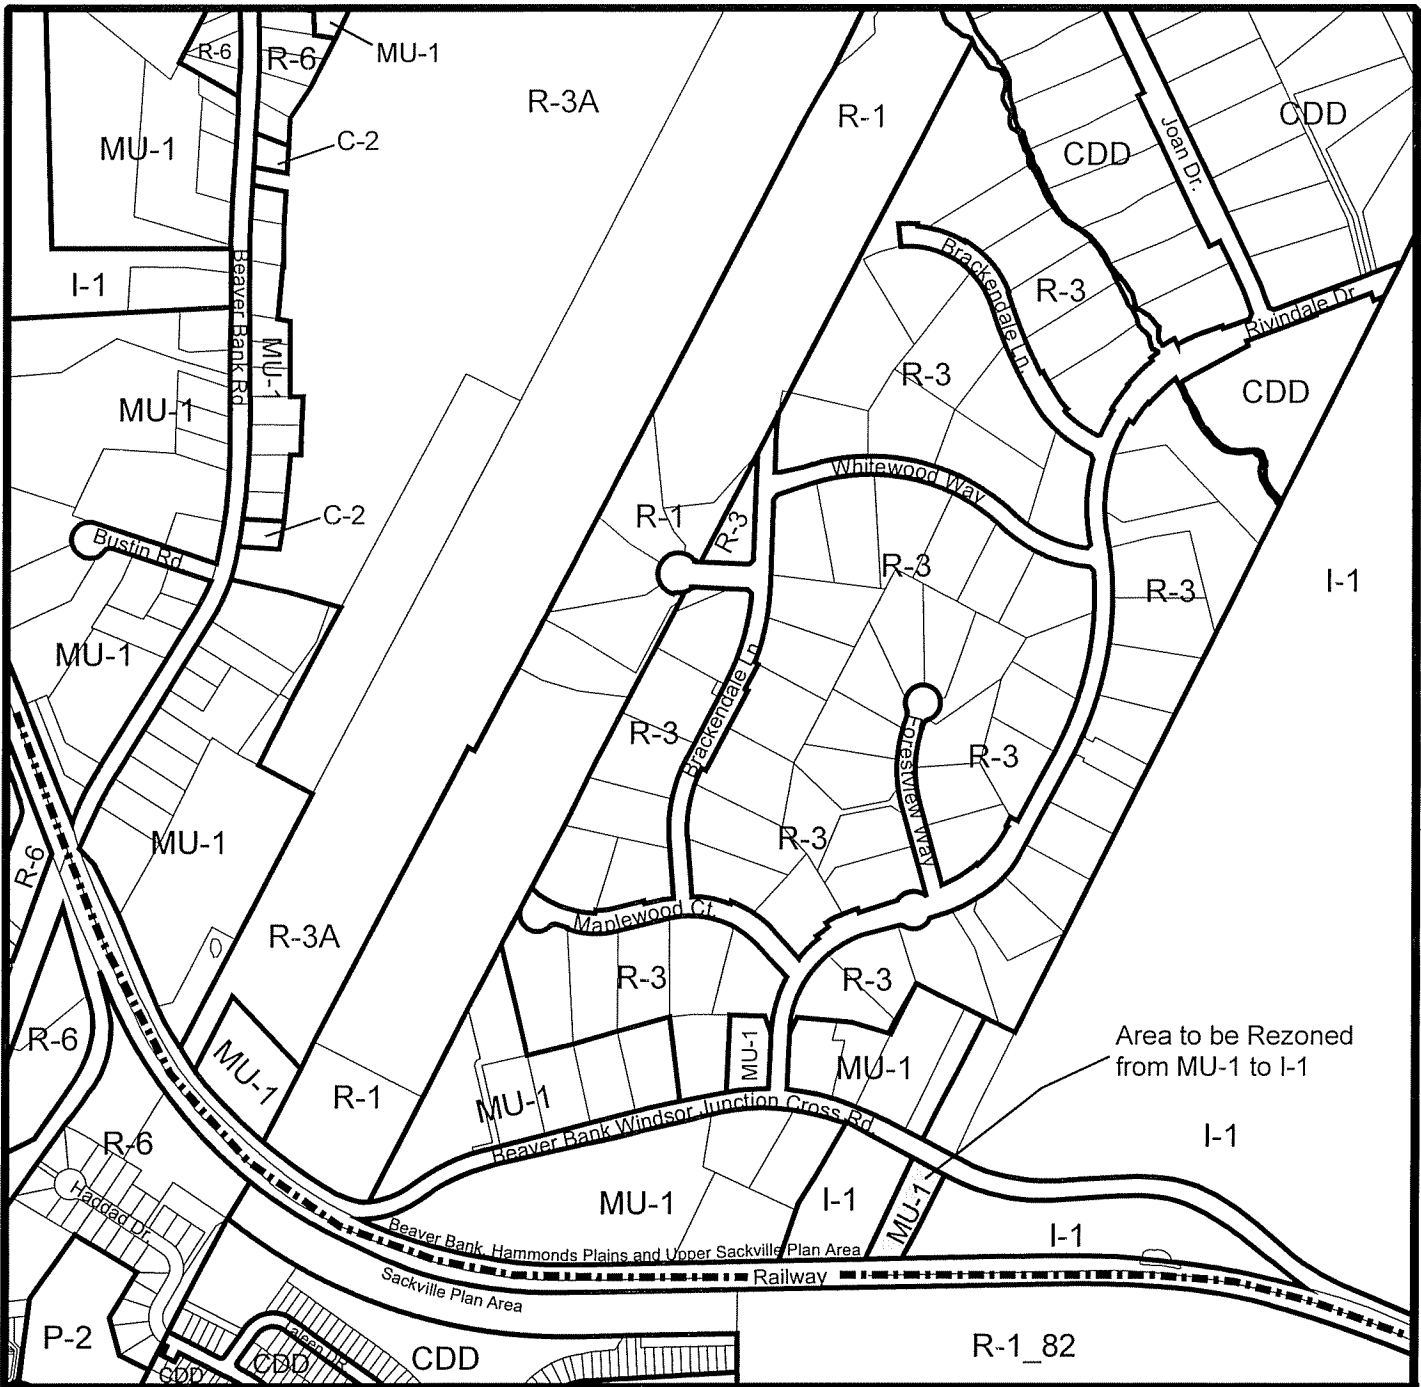 R-6
R-6
MU-1
R-3A
R-1
CDD
MU-1
C-2
Joan Dr.
CDD
Brackendale Ln.
I-1
Beaver Bank Rd
R-3
Rivindale Dr.
MU-1
R-3
CDD
MU-1
Whitewood Way
C-2
R-1
R-3
Bustin Rd
R-3
I-1
R-3
MU-1
Brackendale Ln
R-3
Forestview Way
R-3
R-3
MU-1
R-6
Maplewood Ct.
R-3A
R-3
R-3
R-6
Area to be Rezoned
from MU-1 to I-1
MU-1
MU-1
MU-1
R-1
MU-1
Beaver Bank Windsor Junction Cross Rd
R-6
I-1
Haddad Dr.
MU-1
I-1
MU-1
I-1
Beaver Bank, Hammonds Plains and Upper Sackville Plan Area
Railway
Sackville Plan Area
P-2
CDD
CDD
CDD
R-1_82